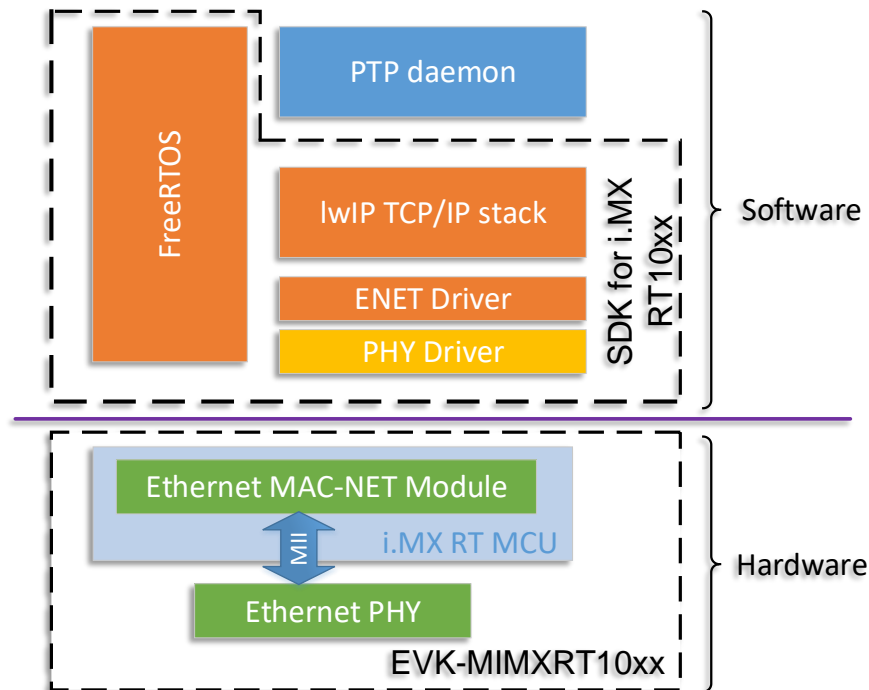 FreeRTOS
PTP daemon
lwIP TCP/IP stack
ENET Driver
PHY Driver
SDK for i.MX
RT10xx
Software
Ethernet MAC-NET Module
MII
i.MX RT MCU
Ethernet PHY
EVK-MIMXRT10xx
Hardware